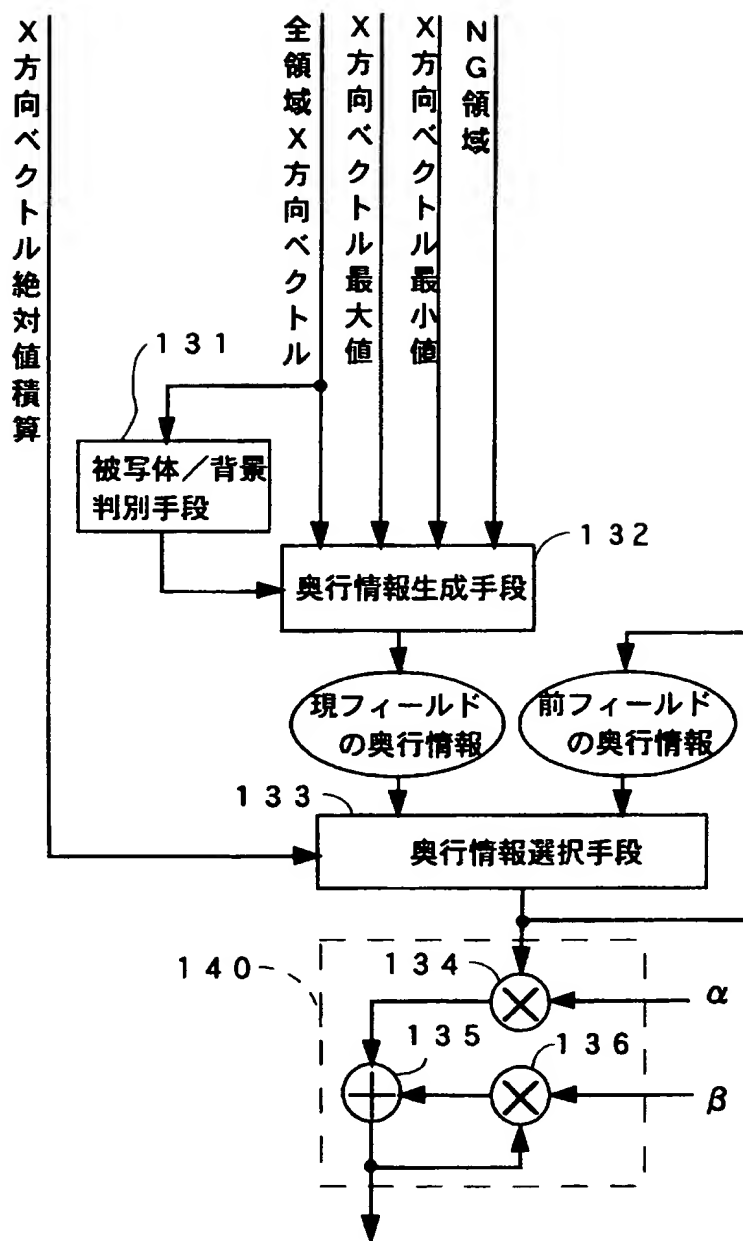 X方向ベクトル絶対値積算
全領域X方向ベクトル
X方向ベクトル最大値
X方向ベクトル最小値
NG領域
131
被写体／背景
判別手段
132
奥行情報生成手段
現フィールド
の奥行情報
前フィールド
の奥行情報
133
奥行情報選択手段
140
134
α
135
136
β